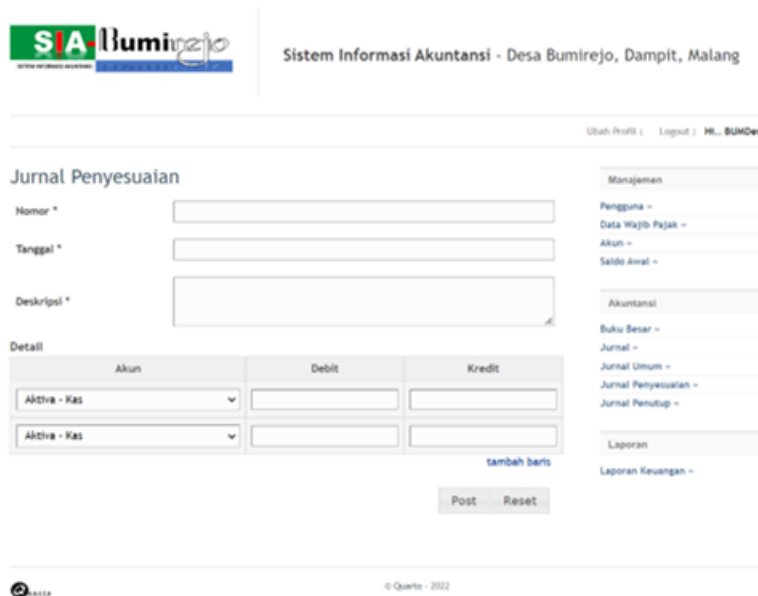 SIA-Bumirejo
Sistem Informasi Akuntansi - Desa Bumirejo, Dampit, Malang
Ubah Profil | Logout | Hi.. BUMDes
Jurnal Penyesuaian
Nomor *
Tanggal *
Deskripsi *
Detail
Akun Debit Kredit
Aktiva - Kas
Aktiva - Kas
tambah baris
Post Reset
Manajemen
Pengguna -
Data Wajib Pajak -
Akun -
Saldo Awal -
Akuntansi
Buku Besar -
Jurnal -
Jurnal Umum -
Jurnal Penyesuaian -
Jurnal Penutup -
Laporan
Laporan Keuangan -
© Quarto - 2022